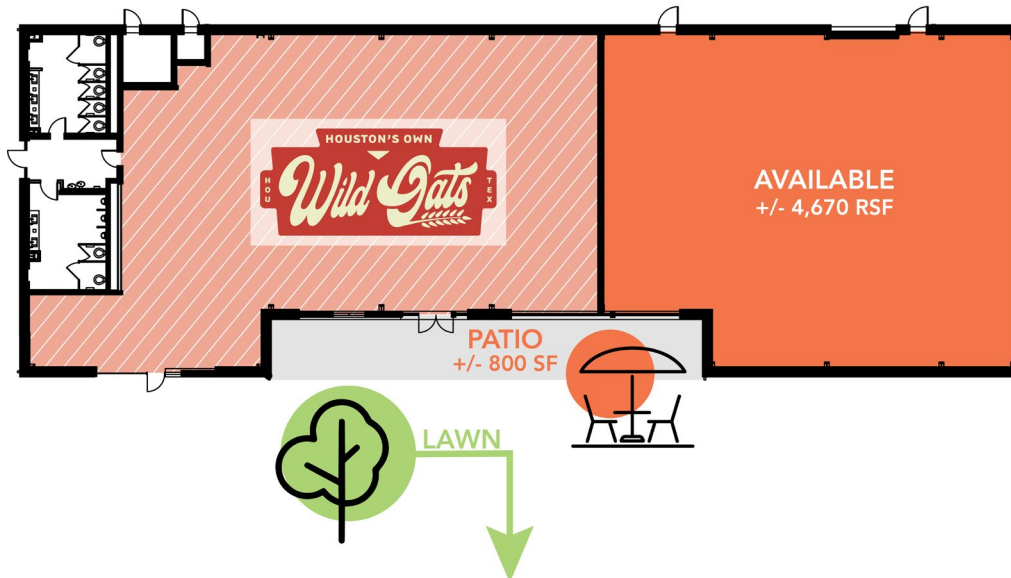 HOUSTON'S OWN
HOU
Wild Oats
TEX
AVAILABLE
+/- 4,670 RSF
PATIO
+/- 800 SF
LAWN